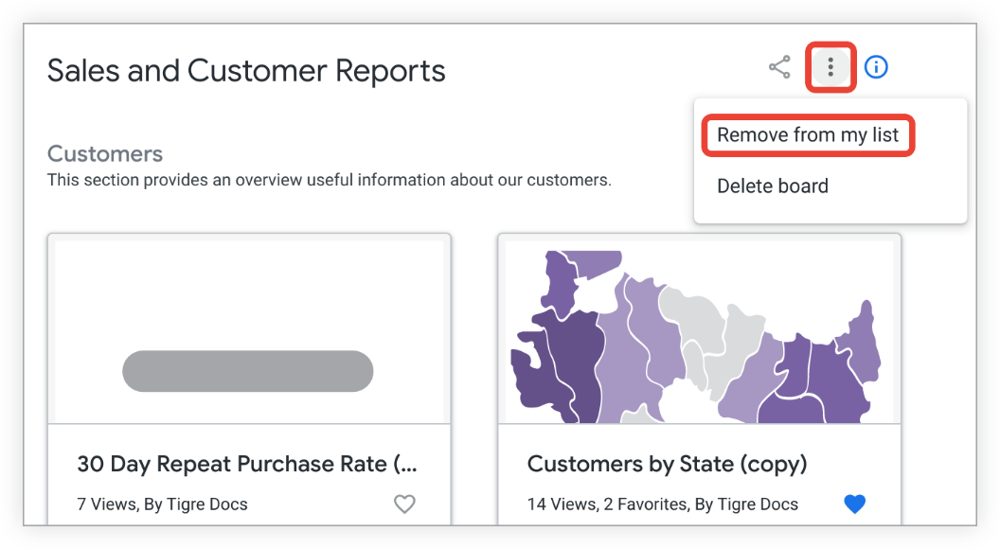 Sales and Customer Reports
Remove from my list
Delete board
Customers
This section provides an overview useful information about our customers.
30 Day Repeat Purchase Rate (...
7 Views, By Tigre Docs
Customers by State (copy)
14 Views, 2 Favorites, By Tigre Docs